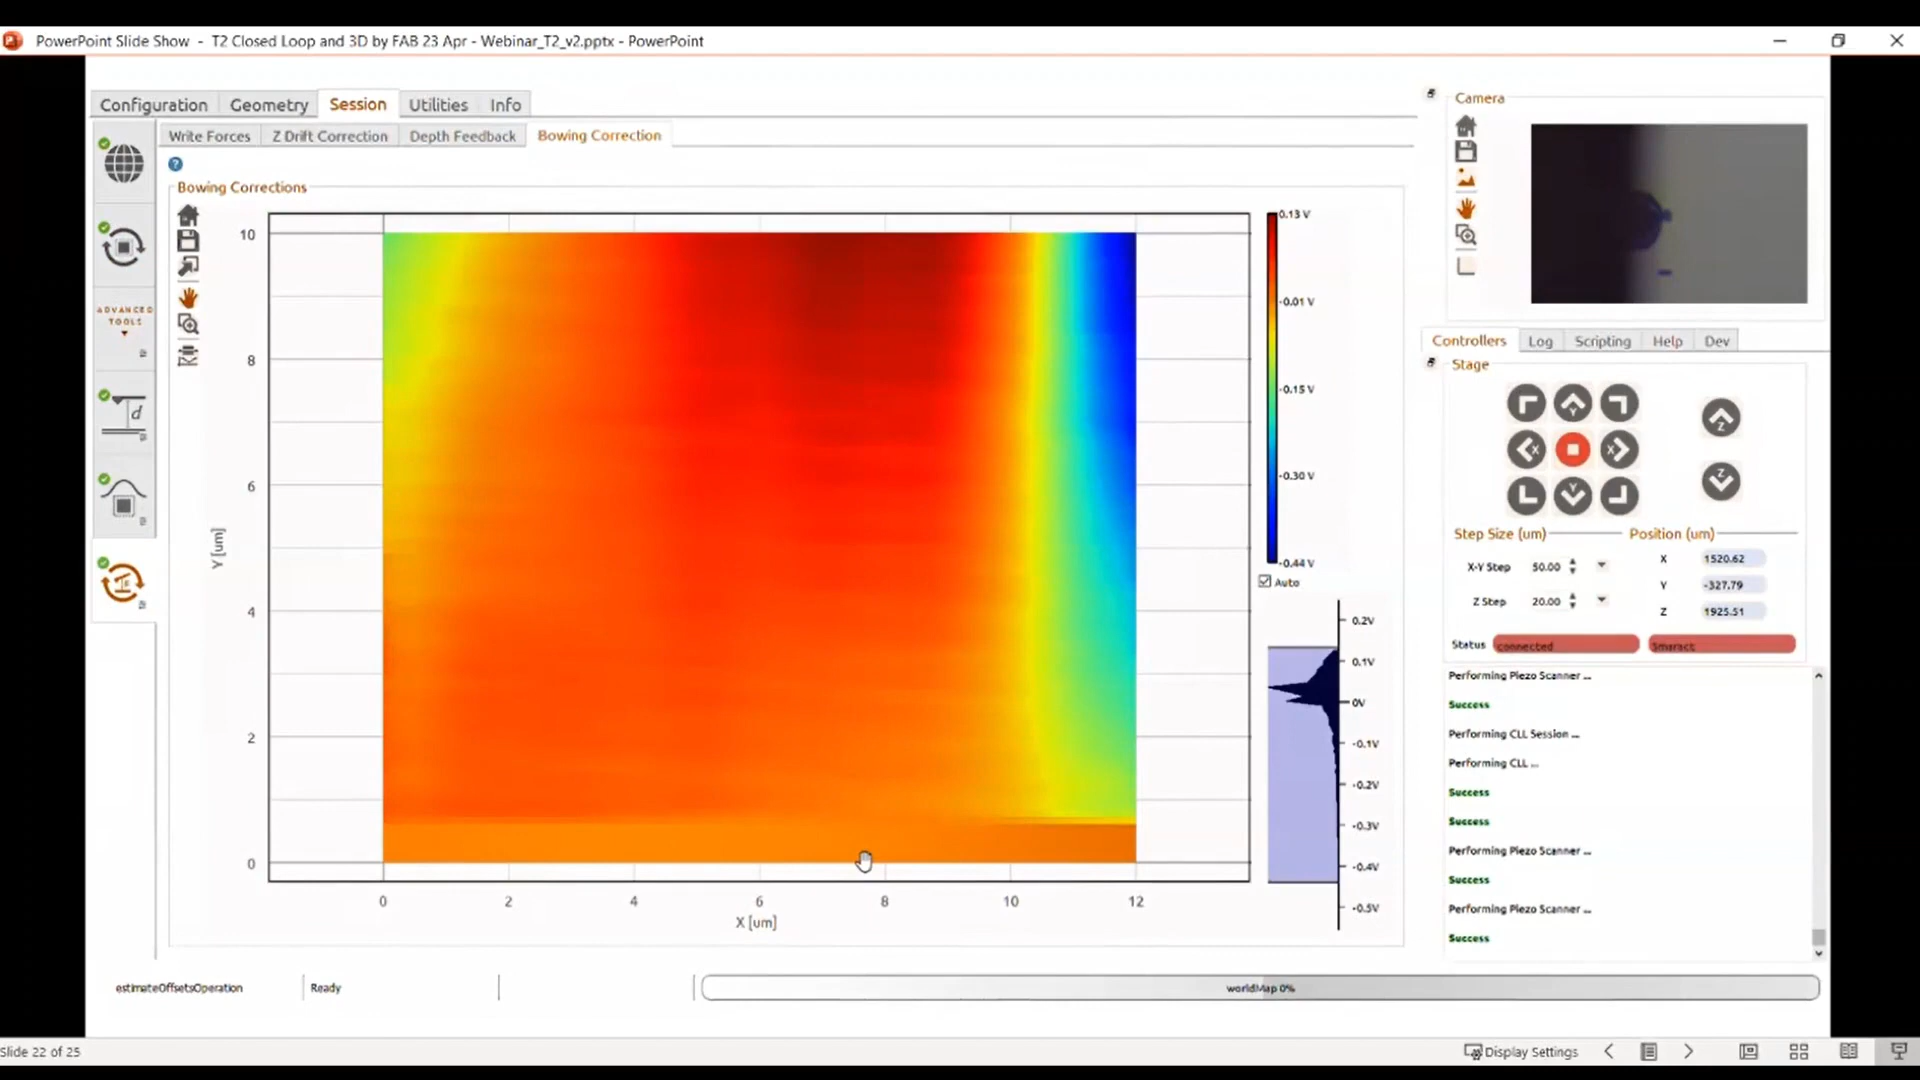 PowerPoint Slide Show - T2 Closed Loop and 3D by FAB 23 Apr - Webinar_T2_v2.pptx - PowerPoint
Configuration Geometry Session Utilities Info
Write Forces Z Drift Correction Depth Feedback Bowing Correction
Bowing Corrections
ADVANCED
TOOLS
d
10
8
6
4
2
0
Y [um]
0 2 4 6 8 10 12
X [um]
0.13 V
-0.01 V
-0.15 V
-0.30 V
-0.44 V
Auto
0.2V
0.1V
0V
-0.1V
-0.2V
-0.3V
-0.4V
-0.5V
Camera
Controllers Log Scripting Help Dev
Stage
Y
Z
X X
Y
Z
Step Size (um) Position (um)
X-Y Step 50.00 X 1520.62
Y -327.79
Z Step 20.00 Z 1925.51
Status connected Smaract
Performing Piezo Scanner ...
Success
Performing CLL Session ...
Performing CLL ...
Success
Success
Performing Piezo Scanner ...
Success
Performing Piezo Scanner ...
Success
estimateOffsetsOperation Ready worldMap 0%
Slide 22 of 25 Display Settings